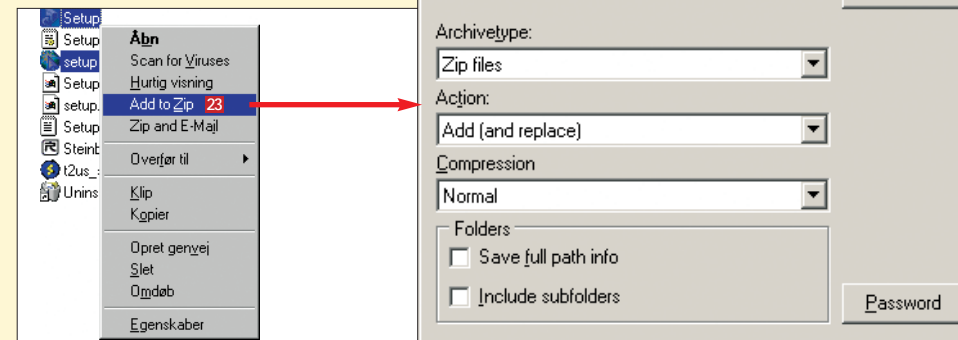 Setup
Setup
setup
Setup
setup.
Setup
Steinb
t2us_
Unins
Åbn
Scan for Viruses
Hurtig visning
Add to Zip 23
Zip and E-Mail
Overfør til
Klip
Kopier
Opret genvej
Slet
Omdøb
Egenskaber
Archivetype:
Zip files
Action:
Add (and replace)
Compression
Normal
Folders
Save full path info
Include subfolders
Password